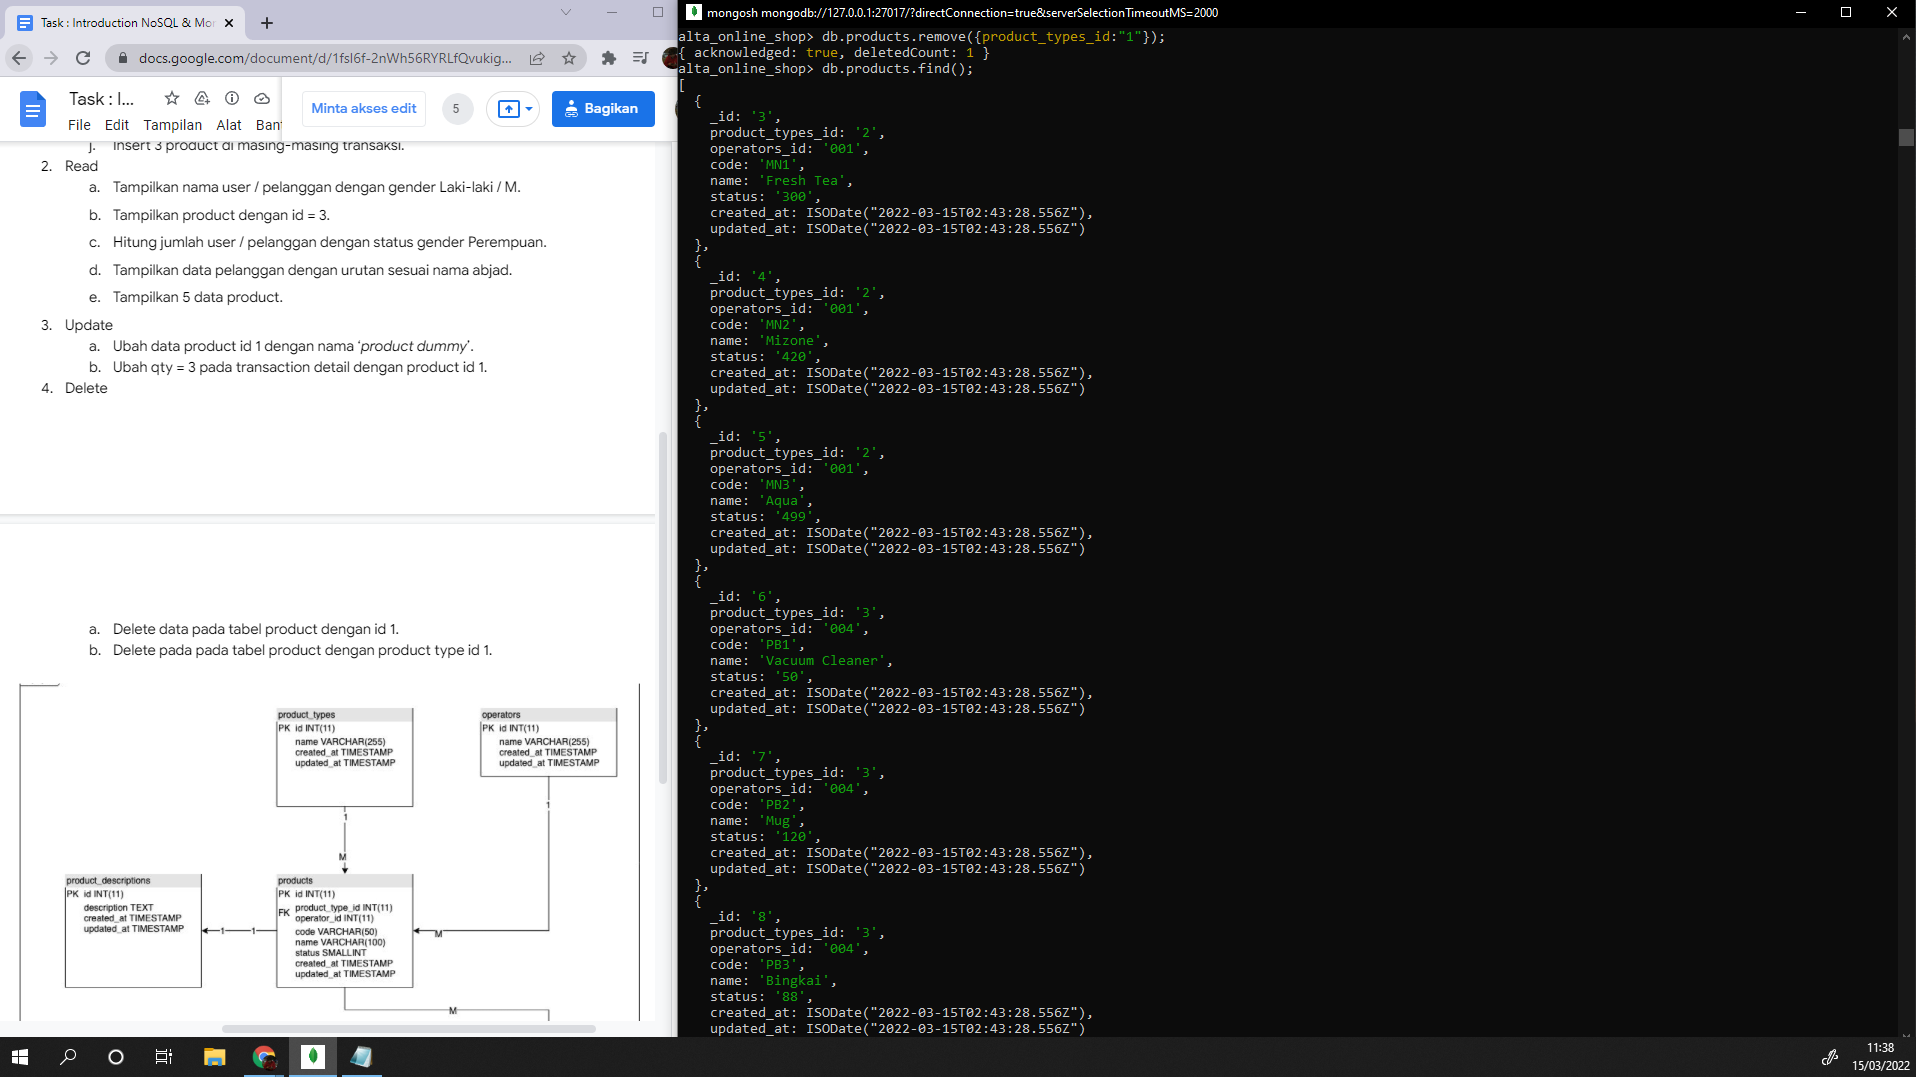 Task : Introduction NoSQL & Mor
docs.google.com/document/d/1fsl6f-2nWh56RYRLfQvukig...
Task : I...
Minta akses edit
5
Bagikan
File Edit Tampilan Alat Ban
j. Insert 3 product di masing-masing transaksi.
2. Read
a. Tampilkan nama user / pelanggan dengan gender Laki-laki / M.
b. Tampilkan product dengan id = 3.
c. Hitung jumlah user / pelanggan dengan status gender Perempuan.
d. Tampilkan data pelanggan dengan urutan sesuai nama abjad.
e. Tampilkan 5 data product.
3. Update
a. Ubah data product id 1 dengan nama ‘product dummy’.
b. Ubah qty = 3 pada transaction detail dengan product id 1.
4. Delete
a. Delete data pada tabel product dengan id 1.
b. Delete pada pada tabel product dengan product type id 1.
product_types
PK id INT(11)
name VARCHAR(255)
created_at TIMESTAMP
updated_at TIMESTAMP
operators
PK id INT(11)
name VARCHAR(255)
created_at TIMESTAMP
updated_at TIMESTAMP
1
1
M
product_descriptions
PK id INT(11)
description TEXT
created_at TIMESTAMP
updated_at TIMESTAMP
1 1
products
PK id INT(11)
FK product_type_id INT(11)
operator_id INT(11)
code VARCHAR(50)
name VARCHAR(100)
status SMALLINT
created_at TIMESTAMP
updated_at TIMESTAMP
M
M
mongosh mongodb://127.0.0.1:27017/?directConnection=true&serverSelectionTimeoutMS=2000
alta_online_shop> db.products.remove({product_types_id:"1"});
{ acknowledged: true, deletedCount: 1 }
alta_online_shop> db.products.find();
[
{
_id: '3',
product_types_id: '2',
operators_id: '001',
code: 'MN1',
name: 'Fresh Tea',
status: '300',
created_at: ISODate("2022-03-15T02:43:28.556Z"),
updated_at: ISODate("2022-03-15T02:43:28.556Z")
},
{
_id: '4',
product_types_id: '2',
operators_id: '001',
code: 'MN2',
name: 'Mizone',
status: '420',
created_at: ISODate("2022-03-15T02:43:28.556Z"),
updated_at: ISODate("2022-03-15T02:43:28.556Z")
},
{
_id: '5',
product_types_id: '2',
operators_id: '001',
code: 'MN3',
name: 'Aqua',
status: '499',
created_at: ISODate("2022-03-15T02:43:28.556Z"),
updated_at: ISODate("2022-03-15T02:43:28.556Z")
},
{
_id: '6',
product_types_id: '3',
operators_id: '004',
code: 'PB1',
name: 'Vacuum Cleaner',
status: '50',
created_at: ISODate("2022-03-15T02:43:28.556Z"),
updated_at: ISODate("2022-03-15T02:43:28.556Z")
},
{
_id: '7',
product_types_id: '3',
operators_id: '004',
code: 'PB2',
name: 'Mug',
status: '120',
created_at: ISODate("2022-03-15T02:43:28.556Z"),
updated_at: ISODate("2022-03-15T02:43:28.556Z")
},
{
_id: '8',
product_types_id: '3',
operators_id: '004',
code: 'PB3',
name: 'Bingkai',
status: '88',
created_at: ISODate("2022-03-15T02:43:28.556Z"),
updated_at: ISODate("2022-03-15T02:43:28.556Z")
11:38
15/03/2022